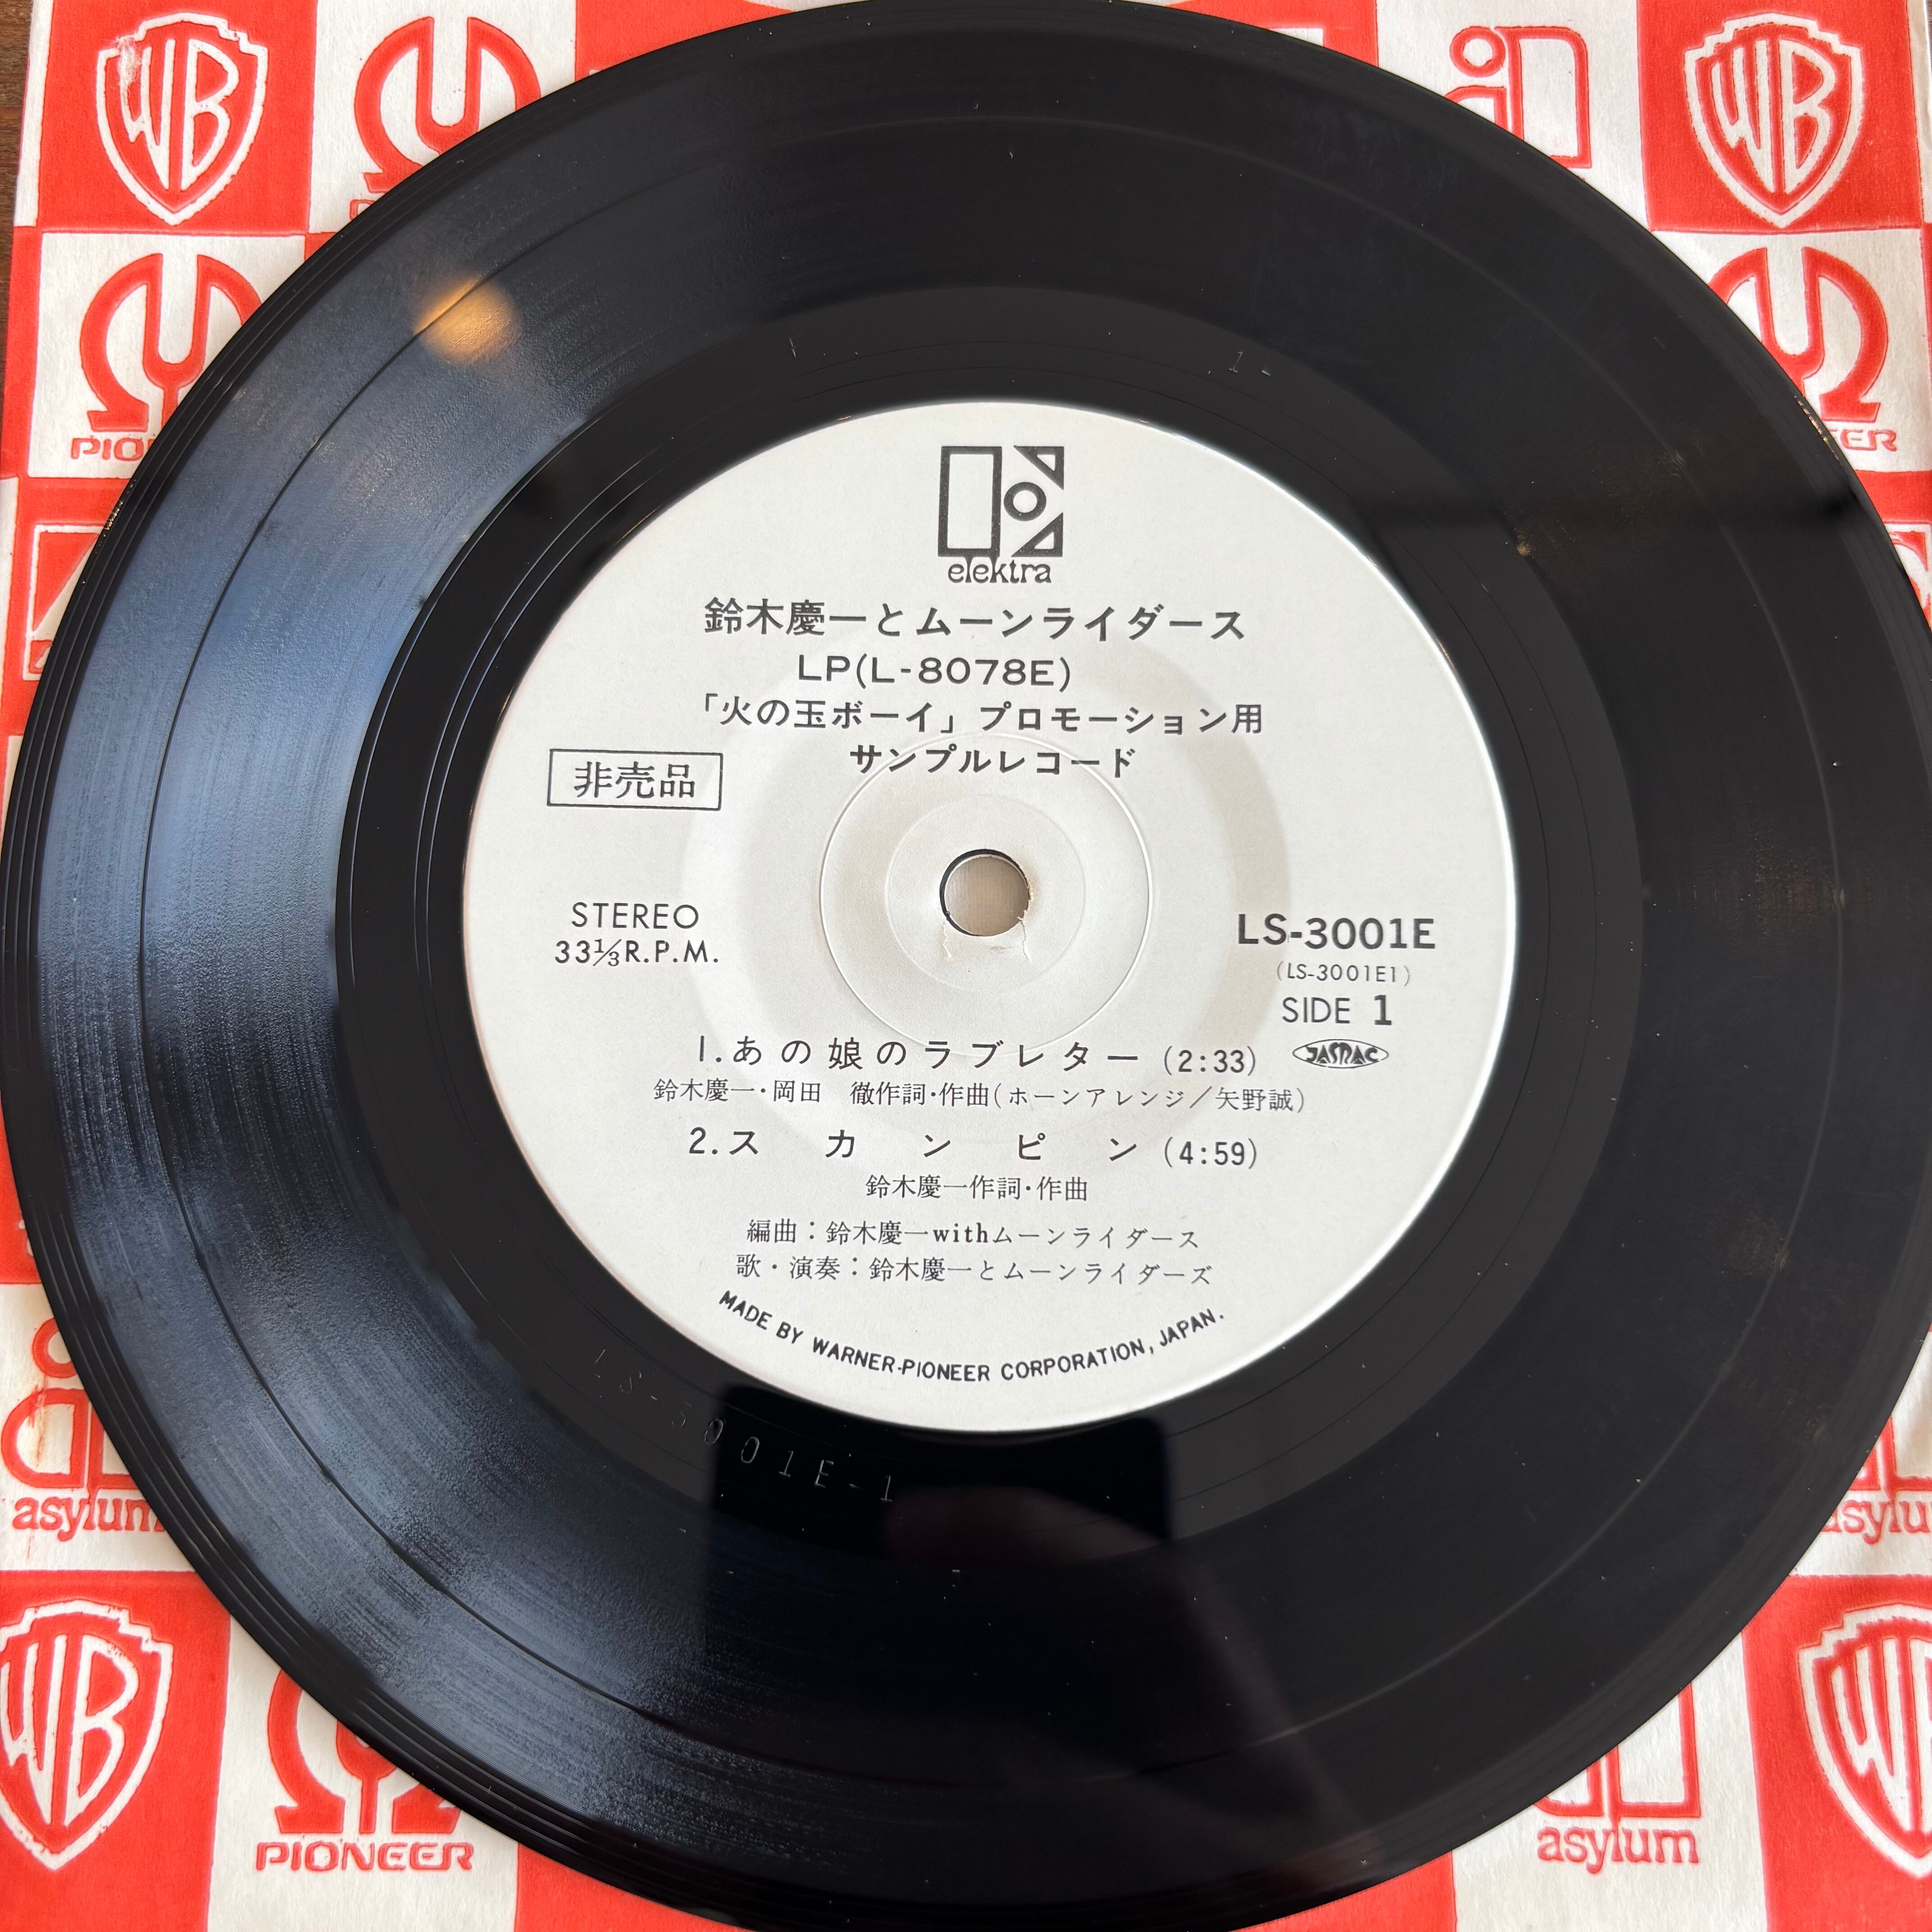 elektra
鈴木慶一とムーンライダース
LP(L-8078E)
「火の玉ボーイ」プロモーション用
サンプルレコード
非売品
STEREO
33⅓R.P.M.
LS-3001E
(LS-3001E1)
SIDE 1
JASRAC
1.あの娘のラブレター(2:33)
鈴木慶一・岡田 徹作詞・作曲(ホーンアレンジ/矢野誠)
2.スカンピン(4:59)
鈴木慶一作詞・作曲
編曲:鈴木慶一withムーンライダース
歌・演奏:鈴木慶一とムーンライダーズ
MADE BY WARNER-PIONEER CORPORATION, JAPAN.
LS-3001E-1
1-
WB
WB
PIO
asylum
WB
PIONEER
asylum
WB